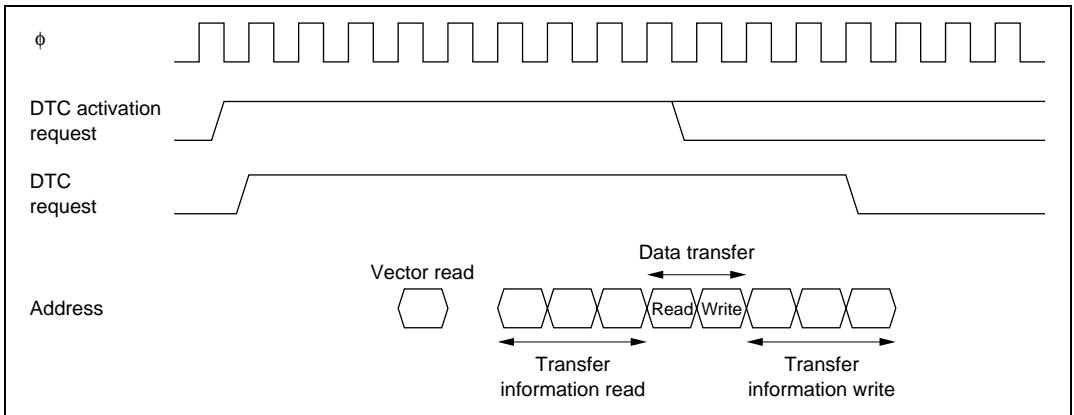 ϕ
DTC activation
request
DTC
request
Data transfer
Vector read
Address
Read Write
Transfer
information read
Transfer
information write